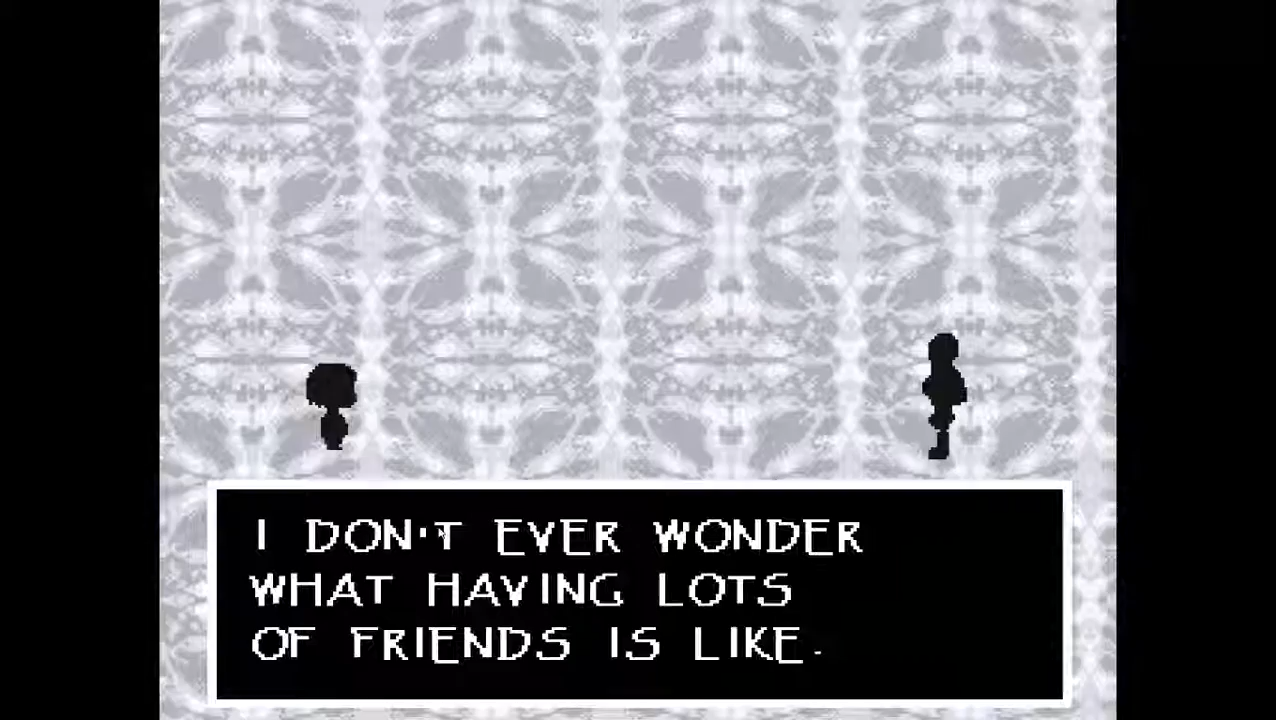 I DON'T EVER WONDER
WHAT HAVING LOTS
OF FRIENDS IS LIKE.